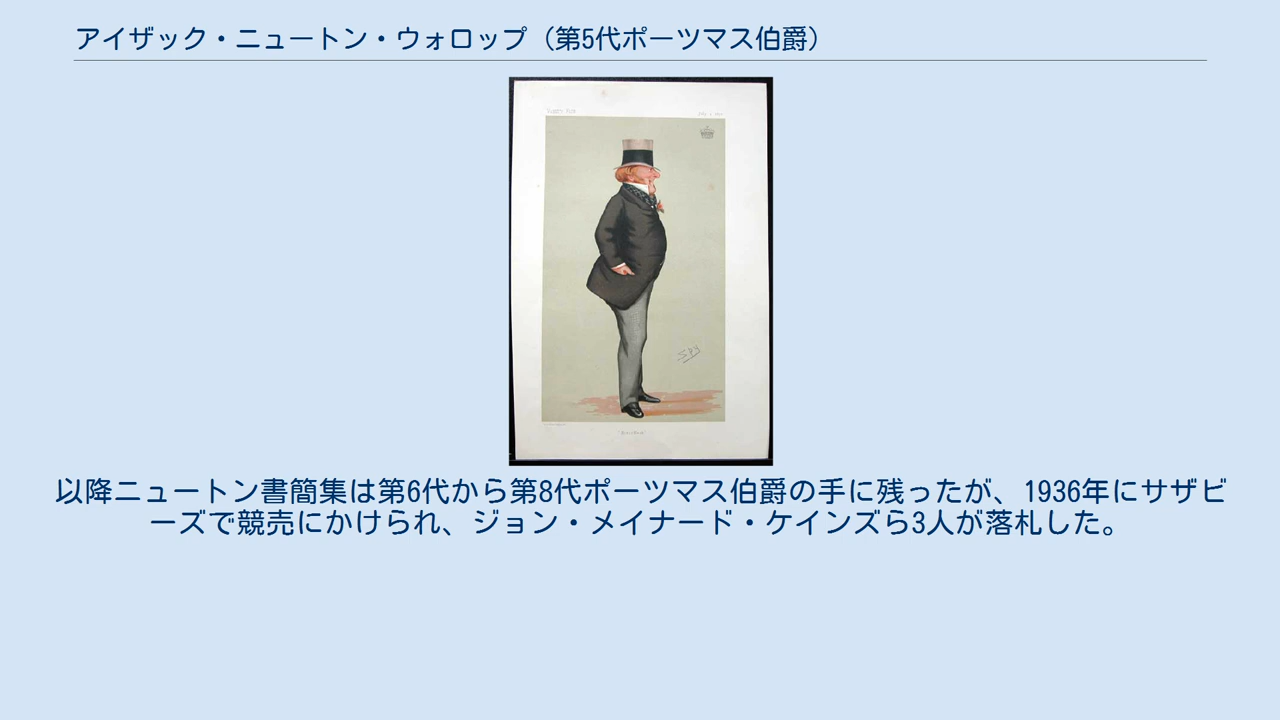 アイザック・ニュートン・ウォロップ（第5代ポーツマス伯爵）
Spy
以降ニュートン書簡集は第6代から第8代ポーツマス伯爵の手に残ったが、1936年にサザビ
ーズで競売にかけられ、ジョン・メイナード・ケインズら3人が落札した。